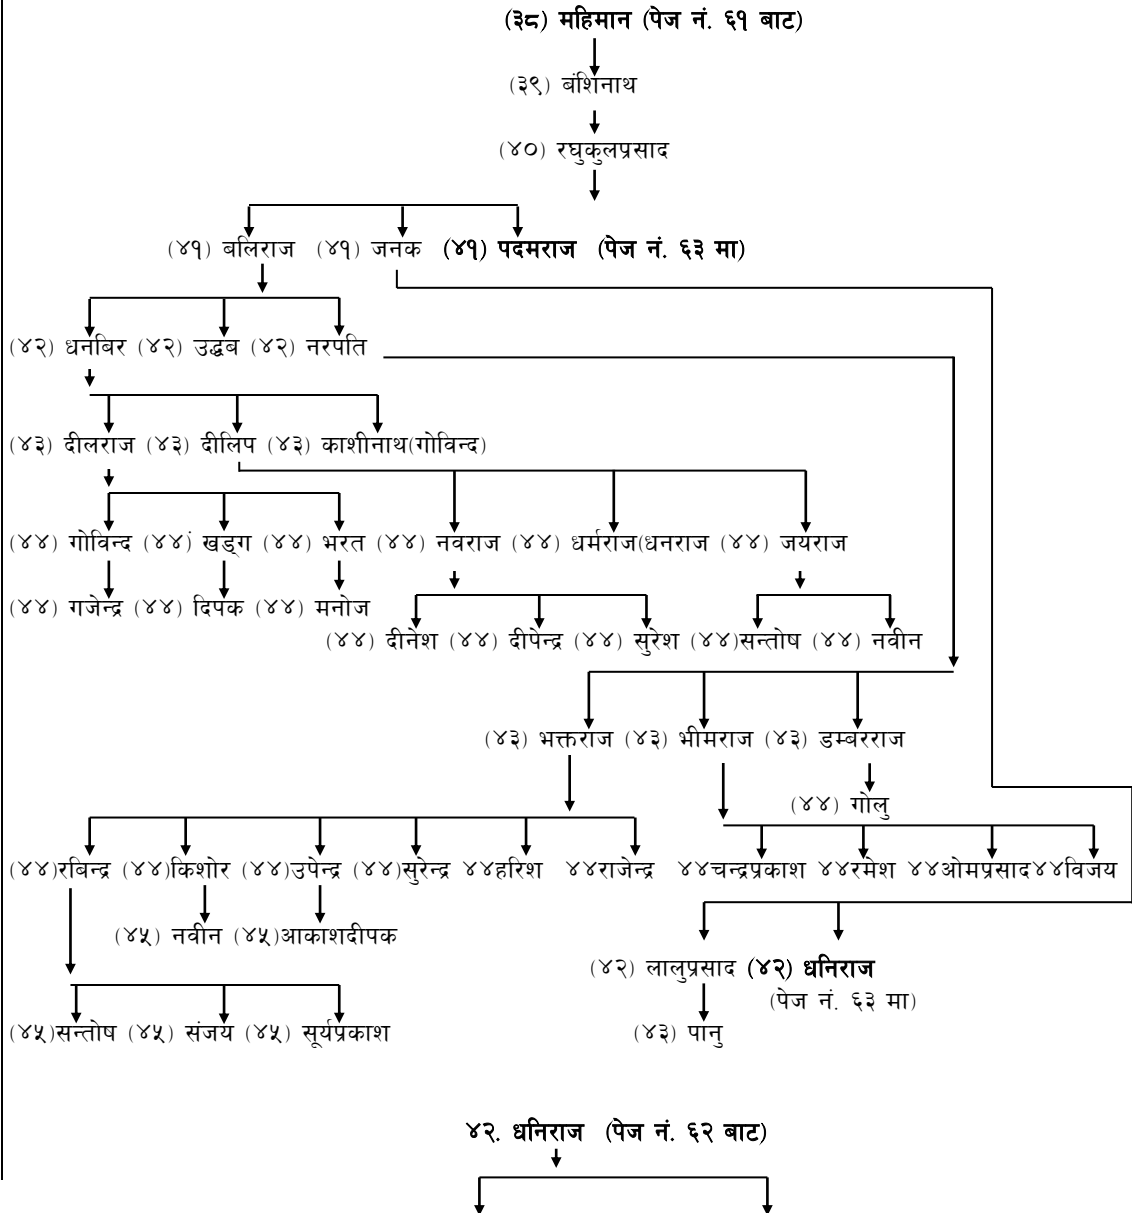 (३८) महिमान (पेज नं. ६१ बाट)
(३९) बंशिनाथ
(४०) रघुकुलप्रसाद
(४१) बलिराज (४१) जनक (४१) पदमराज (पेज नं. ६३ मा)
(४२) धनबिर (४२) उद्धब (४२) नरपति
(४३) दीलराज (४३) दीलिप (४३) काशीनाथ(गोविन्द)
(४४) गोविन्द (४४)ं खड्ग (४४) भरत (४४) नवराज (४४) धर्मराज(धनराज (४४) जयराज
(४४) गजेन्द्र (४४) दिपक (४४) मनोज
(४४) दीनेश (४४) दीपेन्द्र (४४) सुरेश (४४)सन्तोष (४४) नवीन
(४३) भक्तराज (४३) भीमराज (४३) डम्बरराज
(४४) गोलु
(४४)रबिन्द्र (४४)किशोर (४४)उपेन्द्र (४४)सुरेन्द्र ४४हरिश ४४राजेन्द्र ४४चन्द्रप्रकाश ४४रमेश ४४ओमप्रसाद४४विजय
(४५) नवीन (४५)आकाशदीपक
(४२) लालुप्रसाद (४२) धनिराज
(पेज नं. ६३ मा)
(४५)सन्तोष (४५) संजय (४५) सूर्यप्रकाश (४३) पानु
४२. धनिराज (पेज नं. ६२ बाट)